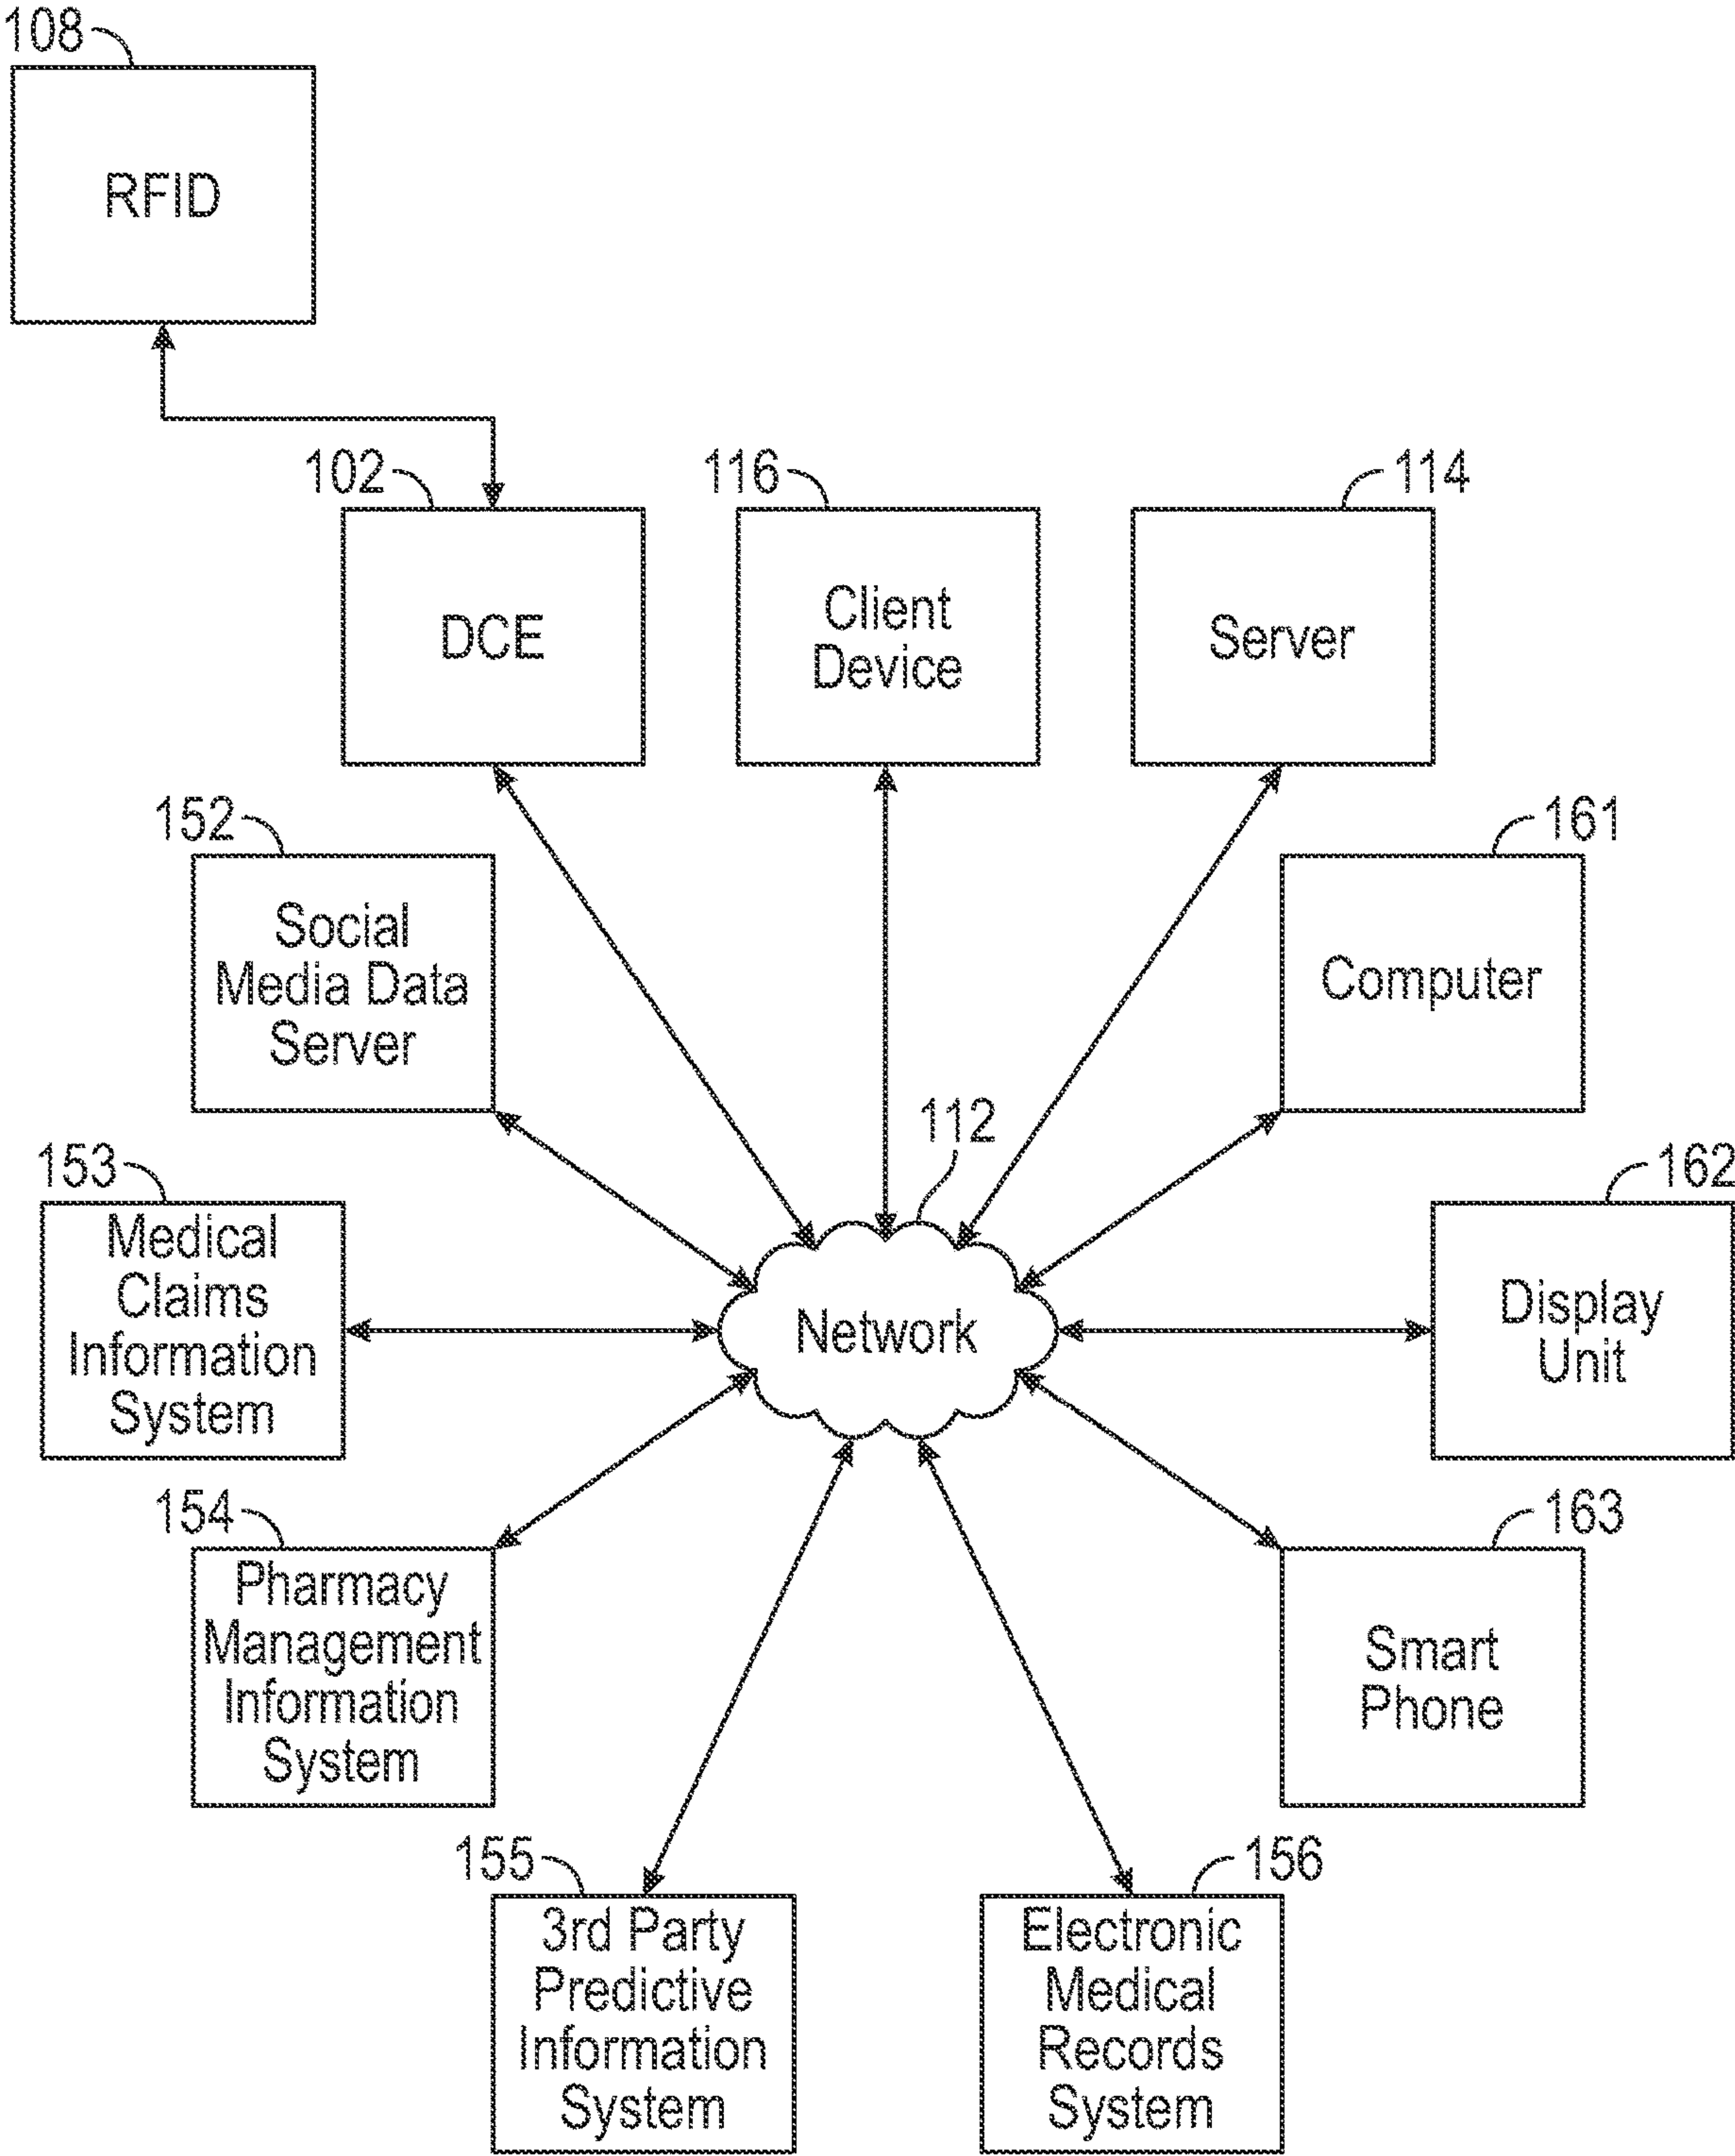 108
RFID
102
DCE
116
Client
Device
114
Server
152
Social
Media Data
Server
161
Computer
112
Network
153
Medical
Claims
Information
System
162
Display
Unit
154
Pharmacy
Management
Information
System
163
Smart
Phone
155
3rd Party
Predictive
Information
System
156
Electronic
Medical
Records
System